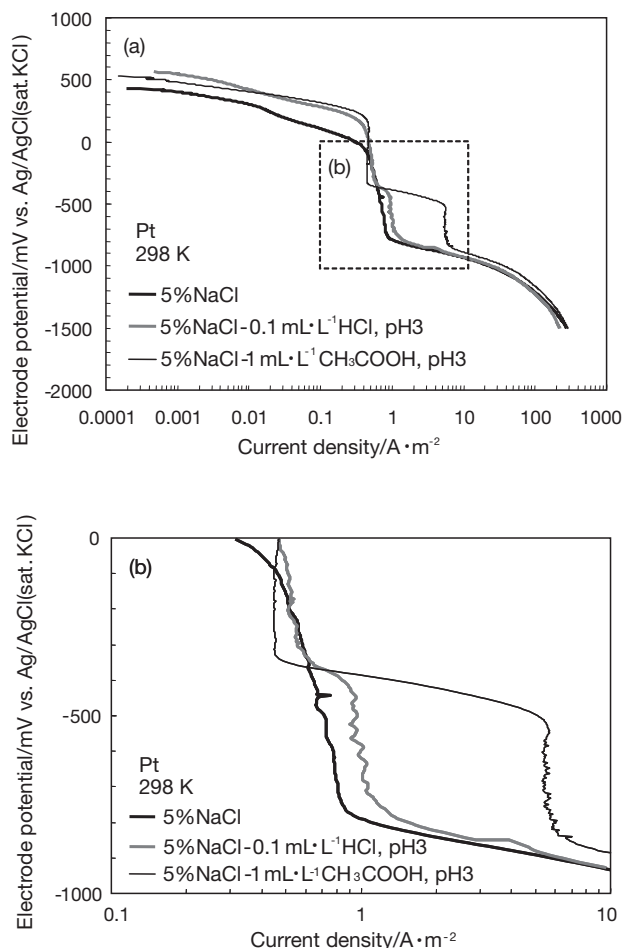 1000
500
0
-500
-1000
-1500
-2000
Electrode potential/mV vs. Ag/AgCl(sat.KCl)
(a)
(b)
Pt
298 K
5%NaCl
5%NaCl-0.1 mL·L⁻¹HCl, pH3
5%NaCl-1 mL·L⁻¹CH₃COOH, pH3
0.0001 0.001 0.01 0.1 1 10 100 1000
Current density/A·m⁻²
0
-500
-1000
Electrode potential/mV vs. Ag/AgCl(sat.KCl)
(b)
Pt
298 K
5%NaCl
5%NaCl-0.1 mL·L⁻¹HCl, pH3
5%NaCl-1 mL·L⁻¹CH₃COOH, pH3
0.1 1 10
Current density/A·m⁻²